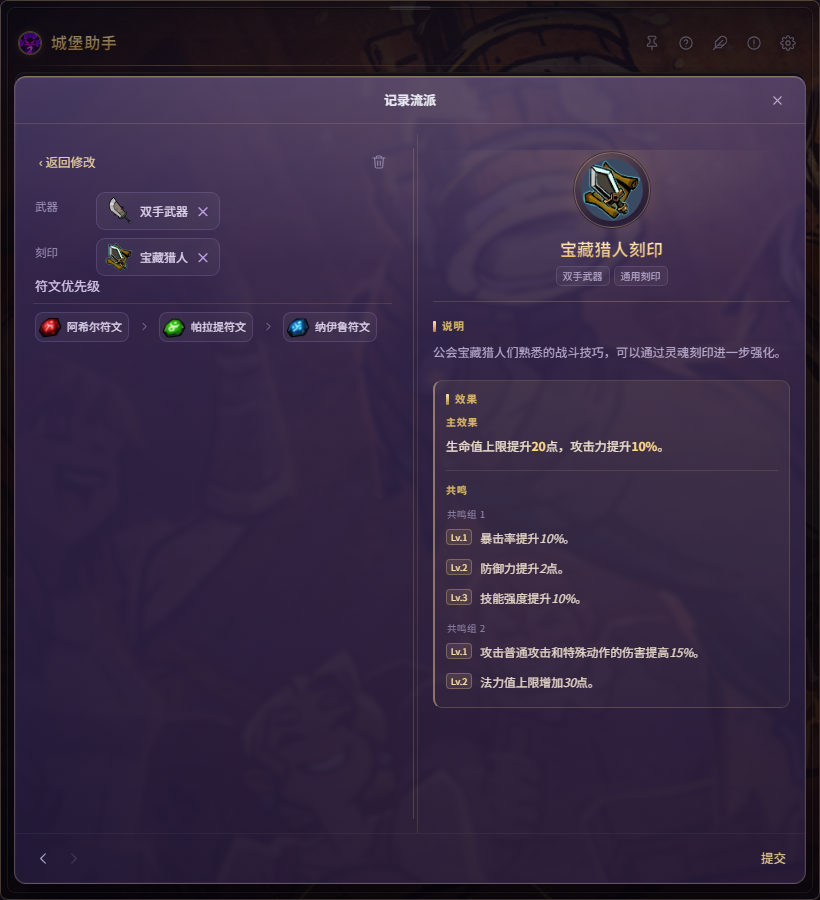 城堡助手
记录流派
‹ 返回修改
武器
双手武器
刻印
宝藏猎人
符文优先级
阿希尔符文
帕拉提符文
纳伊鲁符文
宝藏猎人刻印
双手武器
通用刻印
说明
公会宝藏猎人们熟悉的战斗技巧，可以通过灵魂刻印进一步强化。
效果
主效果
生命值上限提升20点，攻击力提升10%。
共鸣
共鸣组 1
Lv.1 暴击率提升10%。
Lv.2 防御力提升2点。
Lv.3 技能强度提升10%。
共鸣组 2
Lv.1 攻击普通攻击和特殊动作的伤害提高15%。
Lv.2 法力值上限增加30点。
提交